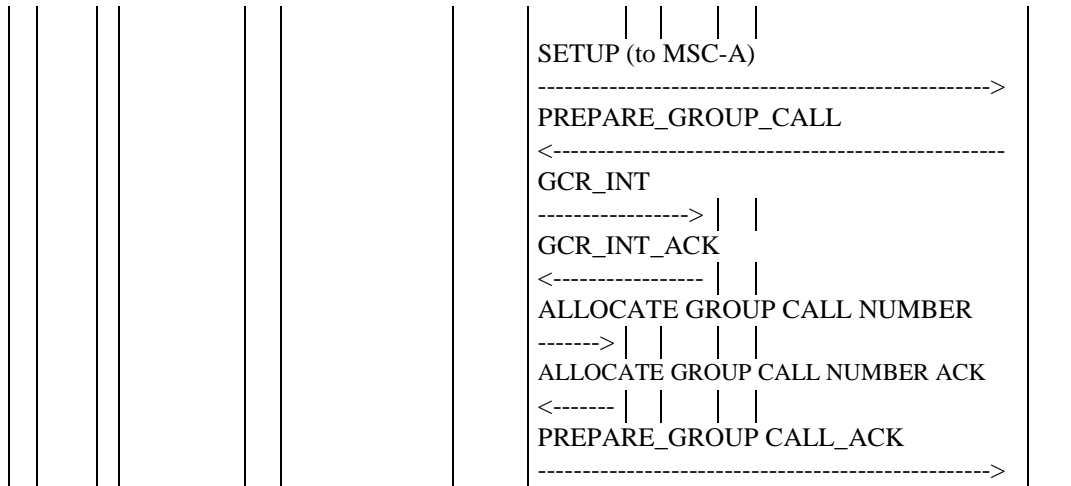 SETUP (to MSC-A)
--------------------------------------------------->
PREPARE_GROUP_CALL
<---------------------------------------------------
GCR_INT
----------------->
GCR_INT_ACK
<-----------------
ALLOCATE GROUP CALL NUMBER
------->
ALLOCATE GROUP CALL NUMBER ACK
<-------
PREPARE_GROUP CALL_ACK
--------------------------------------------------->